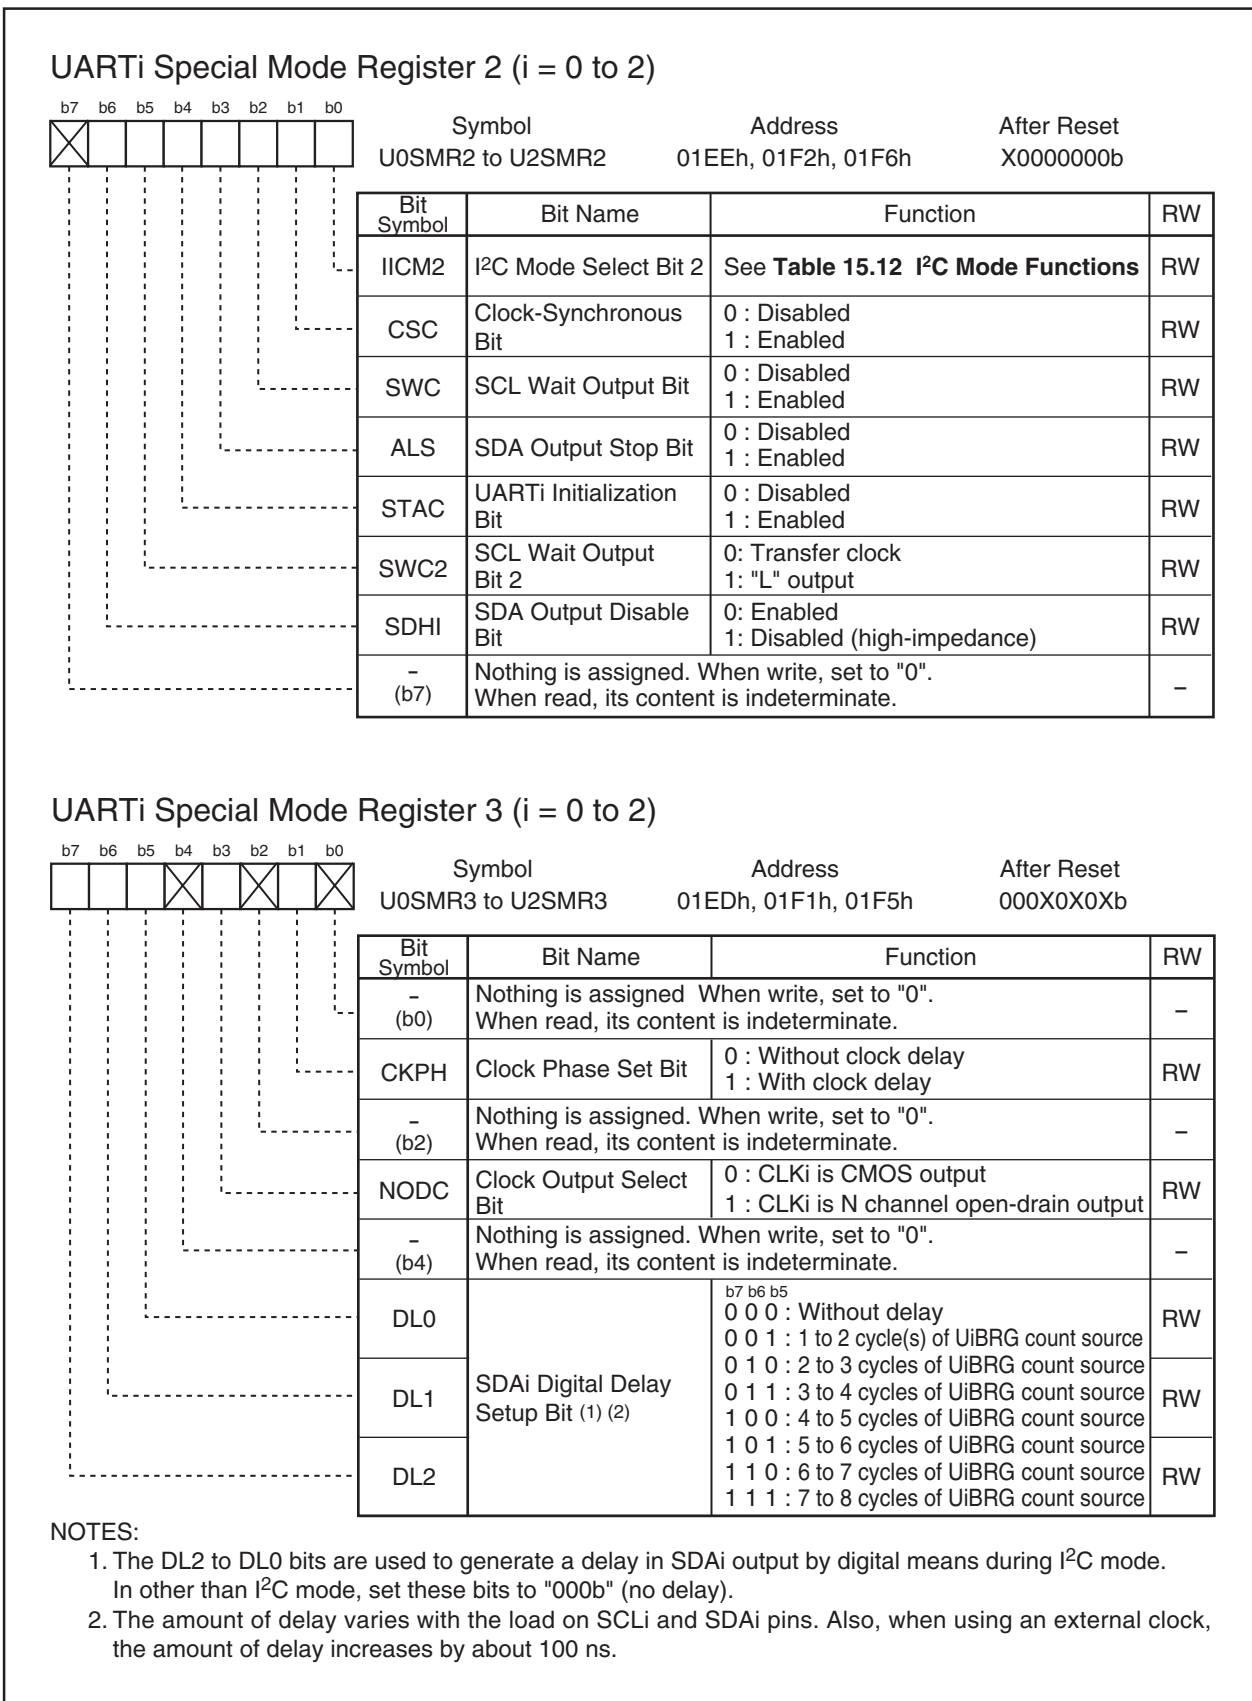 UARTi Special Mode Register 2 (i = 0 to 2)
b7 b6 b5 b4 b3 b2 b1 b0
Symbol Address After Reset
U0SMR2 to U2SMR2 01EEh, 01F2h, 01F6h X0000000b
Bit Symbol Bit Name Function RW
IICM2 I²C Mode Select Bit 2 See Table 15.12 I²C Mode Functions RW
CSC Clock-Synchronous Bit 0 : Disabled
1 : Enabled RW
SWC SCL Wait Output Bit 0 : Disabled
1 : Enabled RW
ALS SDA Output Stop Bit 0 : Disabled
1 : Enabled RW
STAC UARTi Initialization Bit 0 : Disabled
1 : Enabled RW
SWC2 SCL Wait Output Bit 2 0: Transfer clock
1: "L" output RW
SDHI SDA Output Disable Bit 0: Enabled
1: Disabled (high-impedance) RW
– (b7) Nothing is assigned. When write, set to "0".
When read, its content is indeterminate. –
UARTi Special Mode Register 3 (i = 0 to 2)
b7 b6 b5 b4 b3 b2 b1 b0
Symbol Address After Reset
U0SMR3 to U2SMR3 01EDh, 01F1h, 01F5h 000X0X0Xb
Bit Symbol Bit Name Function RW
– (b0) Nothing is assigned When write, set to "0".
When read, its content is indeterminate. –
CKPH Clock Phase Set Bit 0 : Without clock delay
1 : With clock delay RW
– (b2) Nothing is assigned. When write, set to "0".
When read, its content is indeterminate. –
NODC Clock Output Select Bit 0 : CLKi is CMOS output
1 : CLKi is N channel open-drain output RW
– (b4) Nothing is assigned. When write, set to "0".
When read, its content is indeterminate. –
DL0 RW
DL1 RW
DL2 RW
SDAi Digital Delay
Setup Bit (1) (2)
b7 b6 b5
0 0 0 : Without delay
0 0 1 : 1 to 2 cycle(s) of UiBRG count source
0 1 0 : 2 to 3 cycles of UiBRG count source
0 1 1 : 3 to 4 cycles of UiBRG count source
1 0 0 : 4 to 5 cycles of UiBRG count source
1 0 1 : 5 to 6 cycles of UiBRG count source
1 1 0 : 6 to 7 cycles of UiBRG count source
1 1 1 : 7 to 8 cycles of UiBRG count source
NOTES:
1. The DL2 to DL0 bits are used to generate a delay in SDAi output by digital means during I²C mode.
In other than I²C mode, set these bits to "000b" (no delay).
2. The amount of delay varies with the load on SCLi and SDAi pins. Also, when using an external clock,
the amount of delay increases by about 100 ns.